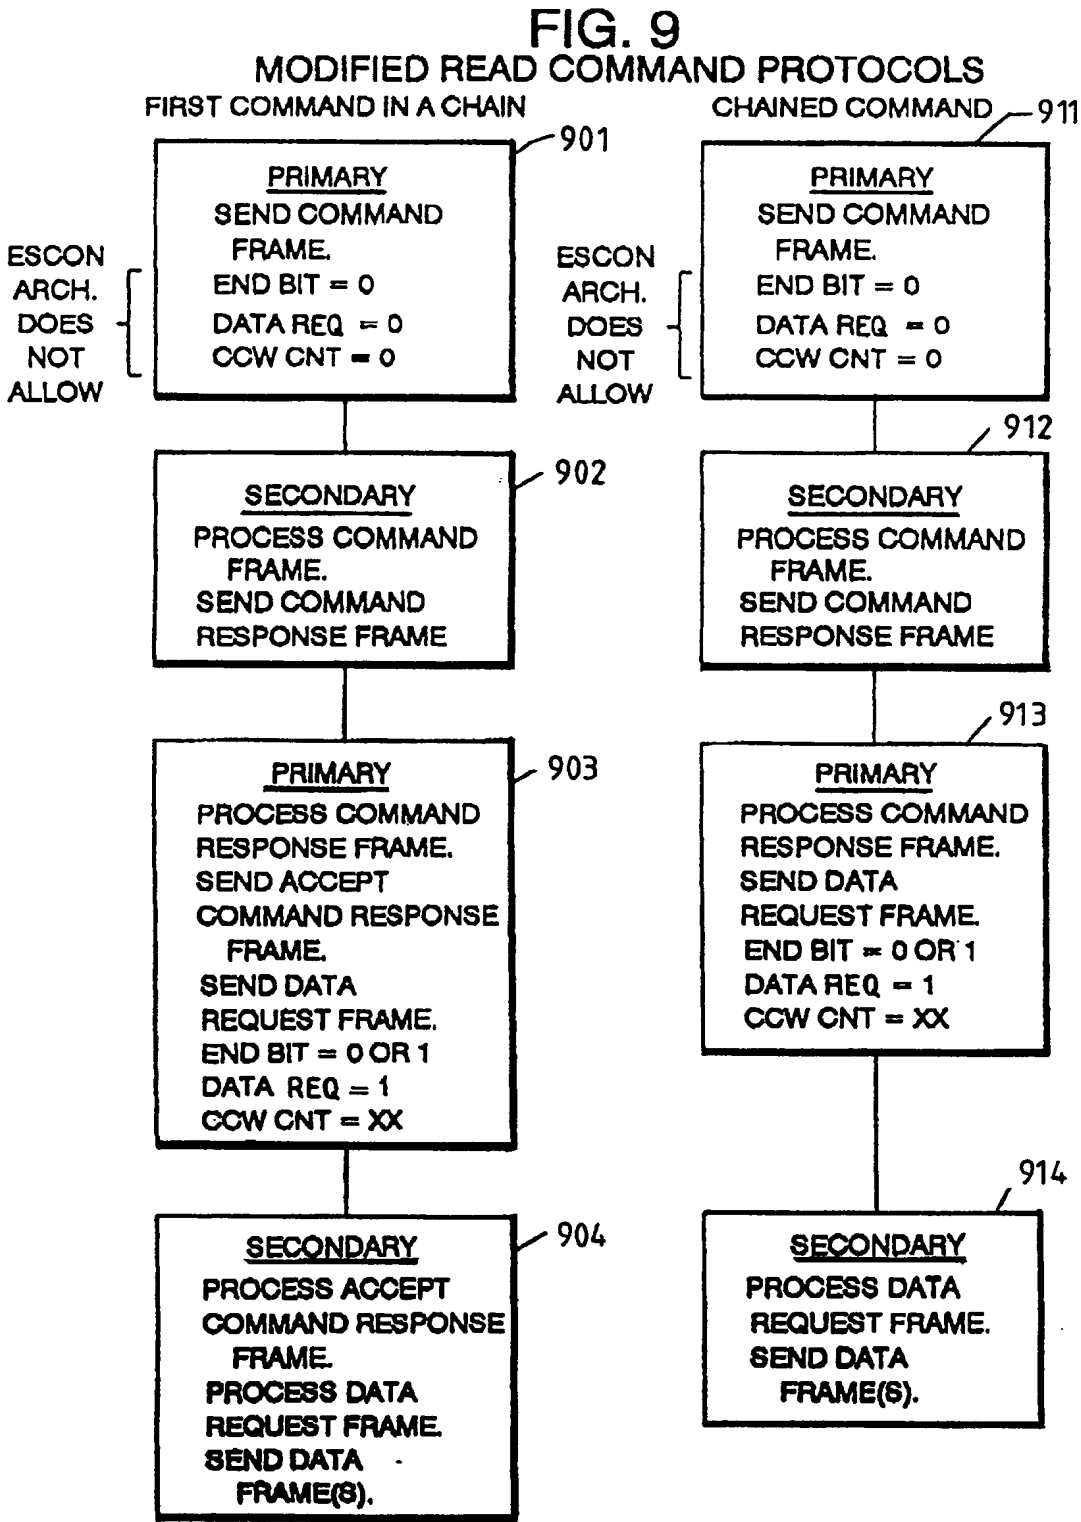 FIG. 9
MODIFIED READ COMMAND PROTOCOLS
FIRST COMMAND IN A CHAIN
901
PRIMARY
SEND COMMAND
FRAME.
END BIT = 0
DATA REQ = 0
CCW CNT = 0
ESCON
ARCH.
DOES
NOT
ALLOW
902
SECONDARY
PROCESS COMMAND
FRAME.
SEND COMMAND
RESPONSE FRAME
903
PRIMARY
PROCESS COMMAND
RESPONSE FRAME.
SEND ACCEPT
COMMAND RESPONSE
FRAME.
SEND DATA
REQUEST FRAME.
END BIT = 0 OR 1
DATA REQ = 1
CCW CNT = XX
904
SECONDARY
PROCESS ACCEPT
COMMAND RESPONSE
FRAME.
PROCESS DATA
REQUEST FRAME.
SEND DATA
FRAME(S).
CHAINED COMMAND
911
PRIMARY
SEND COMMAND
FRAME.
END BIT = 0
DATA REQ = 0
CCW CNT = 0
ESCON
ARCH.
DOES
NOT
ALLOW
912
SECONDARY
PROCESS COMMAND
FRAME.
SEND COMMAND
RESPONSE FRAME
913
PRIMARY
PROCESS COMMAND
RESPONSE FRAME.
SEND DATA
REQUEST FRAME.
END BIT = 0 OR 1
DATA REQ = 1
CCW CNT = XX
914
SECONDARY
PROCESS DATA
REQUEST FRAME.
SEND DATA
FRAME(S).